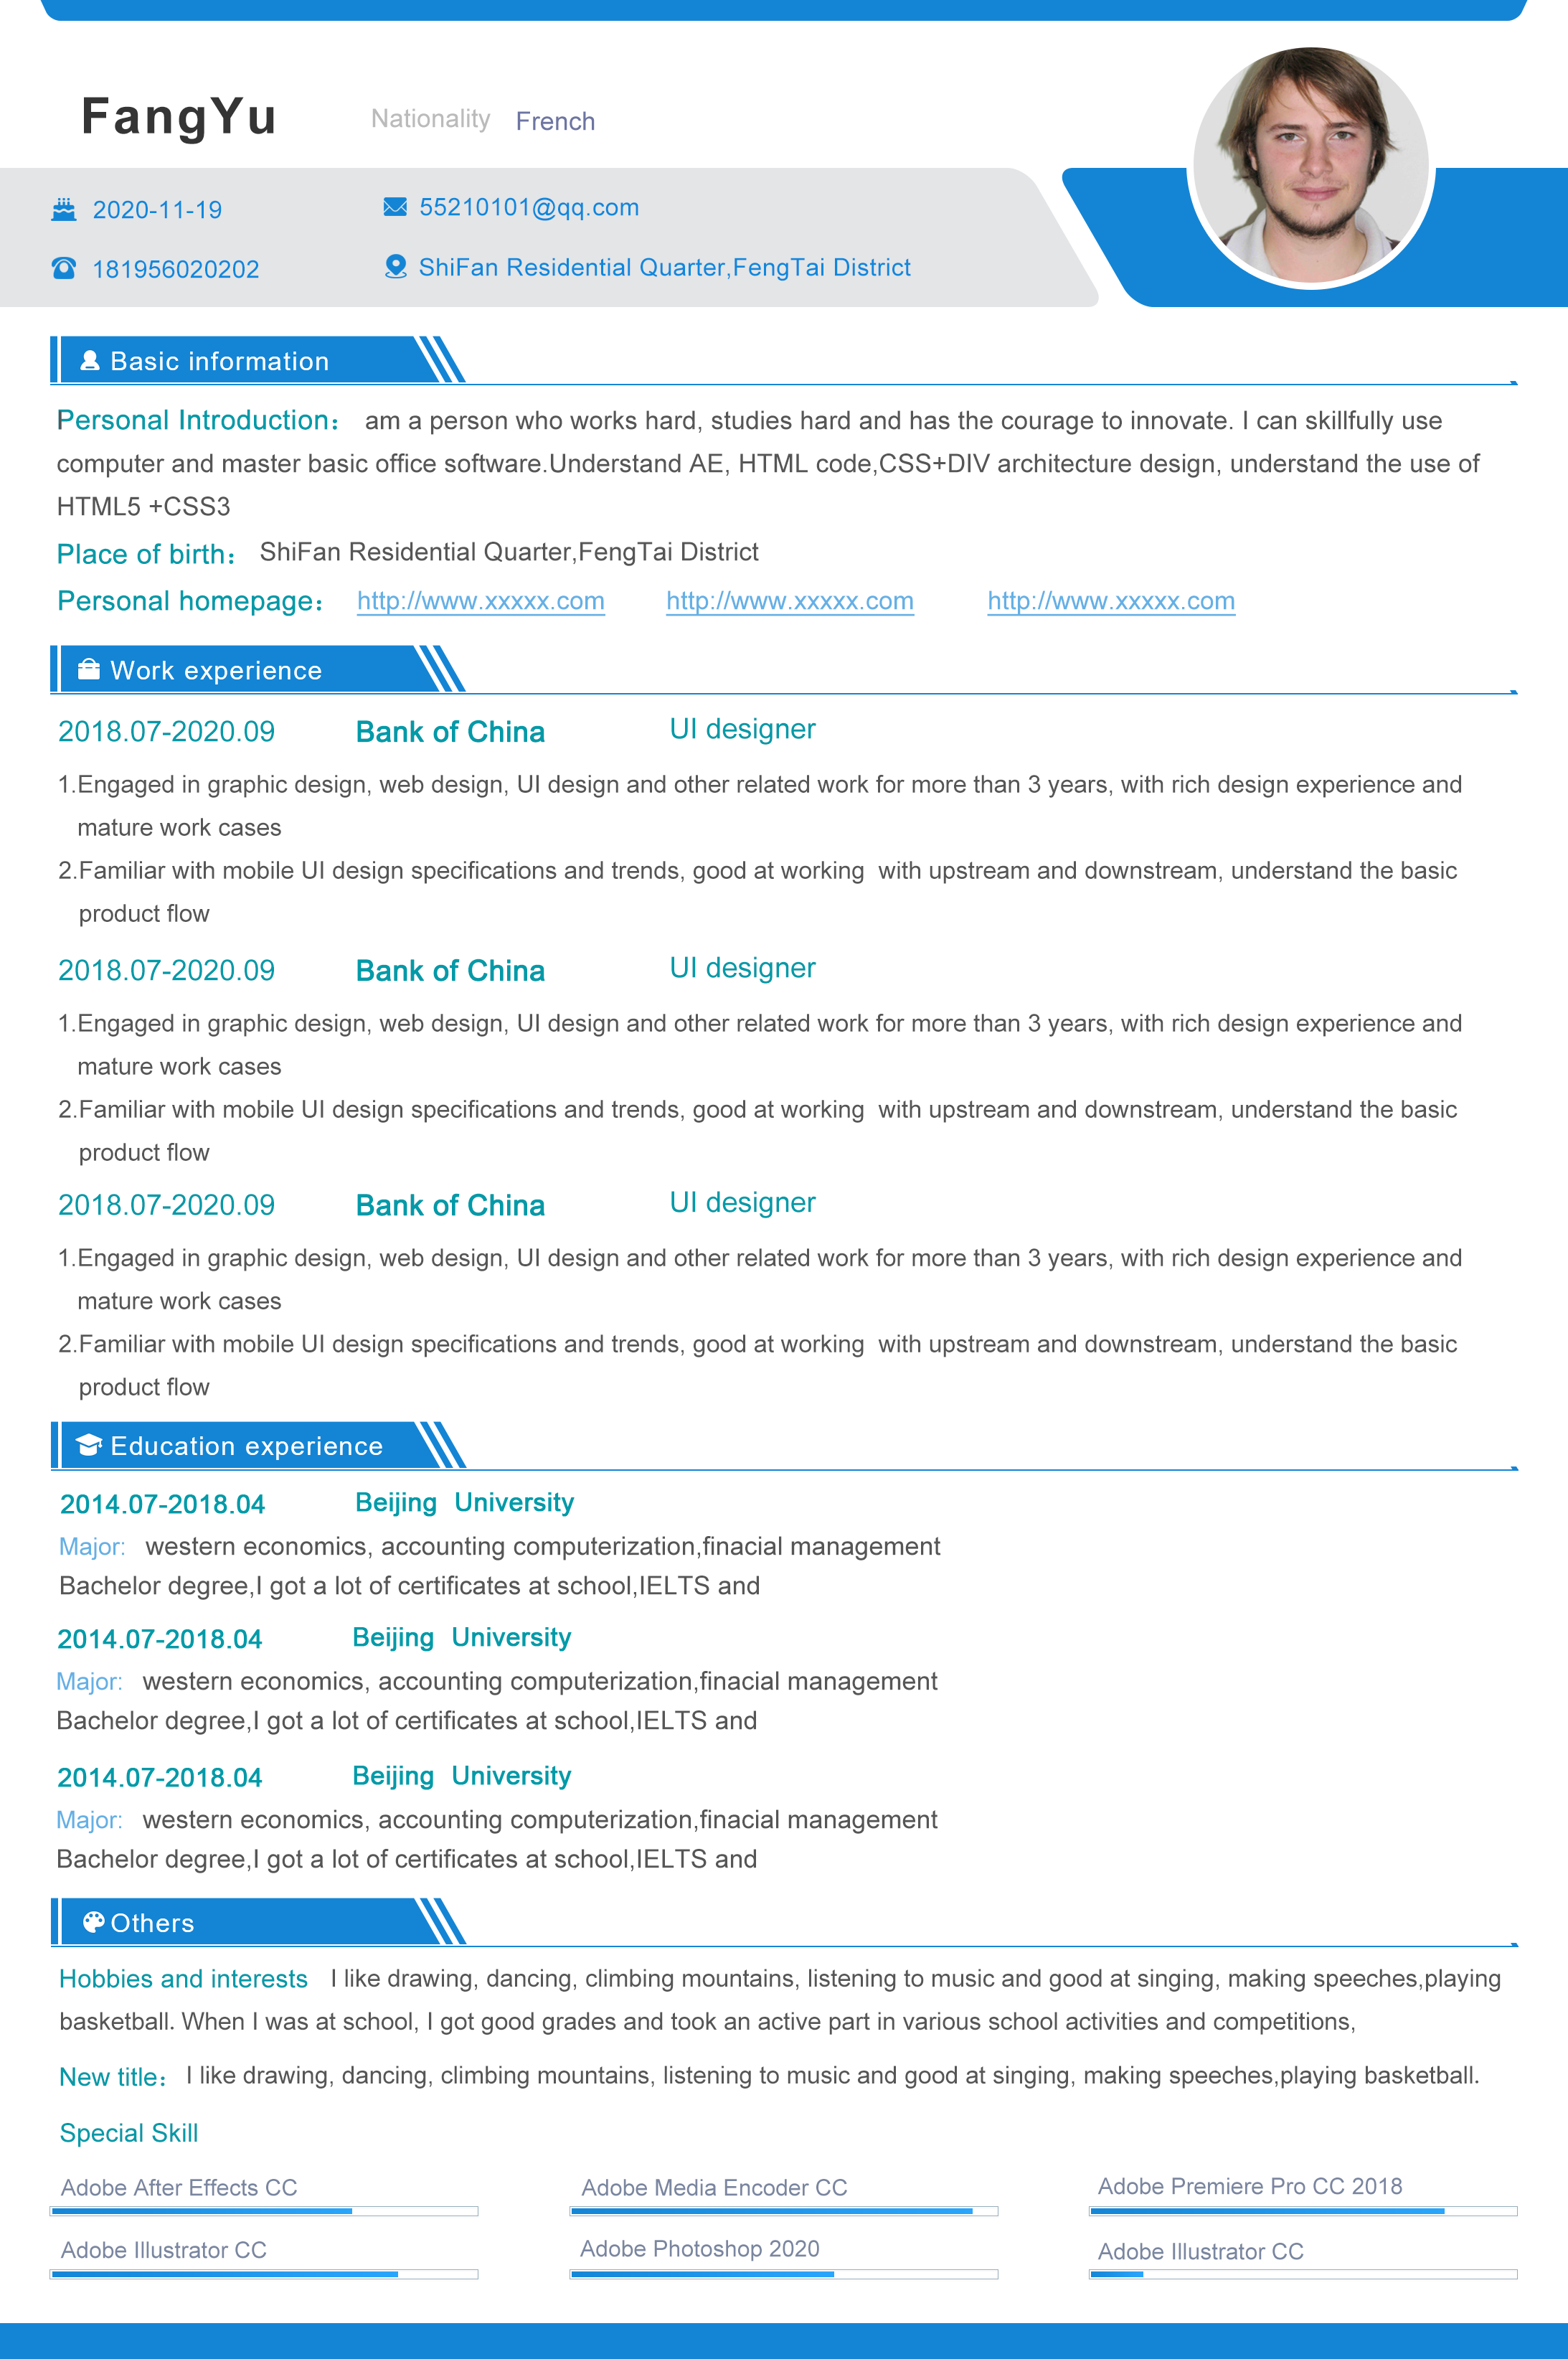 FangYu
Nationality French
2020-11-19
55210101@qq.com
181956020202
ShiFan Residential Quarter,FengTai District
Basic information
Personal Introduction： am a person who works hard, studies hard and has the courage to innovate. I can skillfully use
computer and master basic office software.Understand AE, HTML code,CSS+DIV architecture design, understand the use of
HTML5 +CSS3
Place of birth： ShiFan Residential Quarter,FengTai District
Personal homepage： http://www.xxxxx.com http://www.xxxxx.com http://www.xxxxx.com
Work experience
2018.07-2020.09 Bank of China UI designer
1.Engaged in graphic design, web design, UI design and other related work for more than 3 years, with rich design experience and
mature work cases
2.Familiar with mobile UI design specifications and trends, good at working with upstream and downstream, understand the basic
product flow
2018.07-2020.09 Bank of China UI designer
1.Engaged in graphic design, web design, UI design and other related work for more than 3 years, with rich design experience and
mature work cases
2.Familiar with mobile UI design specifications and trends, good at working with upstream and downstream, understand the basic
product flow
2018.07-2020.09 Bank of China UI designer
1.Engaged in graphic design, web design, UI design and other related work for more than 3 years, with rich design experience and
mature work cases
2.Familiar with mobile UI design specifications and trends, good at working with upstream and downstream, understand the basic
product flow
Education experience
2014.07-2018.04 Beijing University
Major: western economics, accounting computerization,finacial management
Bachelor degree,I got a lot of certificates at school,IELTS and
2014.07-2018.04 Beijing University
Major: western economics, accounting computerization,finacial management
Bachelor degree,I got a lot of certificates at school,IELTS and
2014.07-2018.04 Beijing University
Major: western economics, accounting computerization,finacial management
Bachelor degree,I got a lot of certificates at school,IELTS and
Others
Hobbies and interests I like drawing, dancing, climbing mountains, listening to music and good at singing, making speeches,playing
basketball. When I was at school, I got good grades and took an active part in various school activities and competitions,
New title： I like drawing, dancing, climbing mountains, listening to music and good at singing, making speeches,playing basketball.
Special Skill
Adobe After Effects CC
Adobe Media Encoder CC
Adobe Premiere Pro CC 2018
Adobe Illustrator CC
Adobe Photoshop 2020
Adobe Illustrator CC